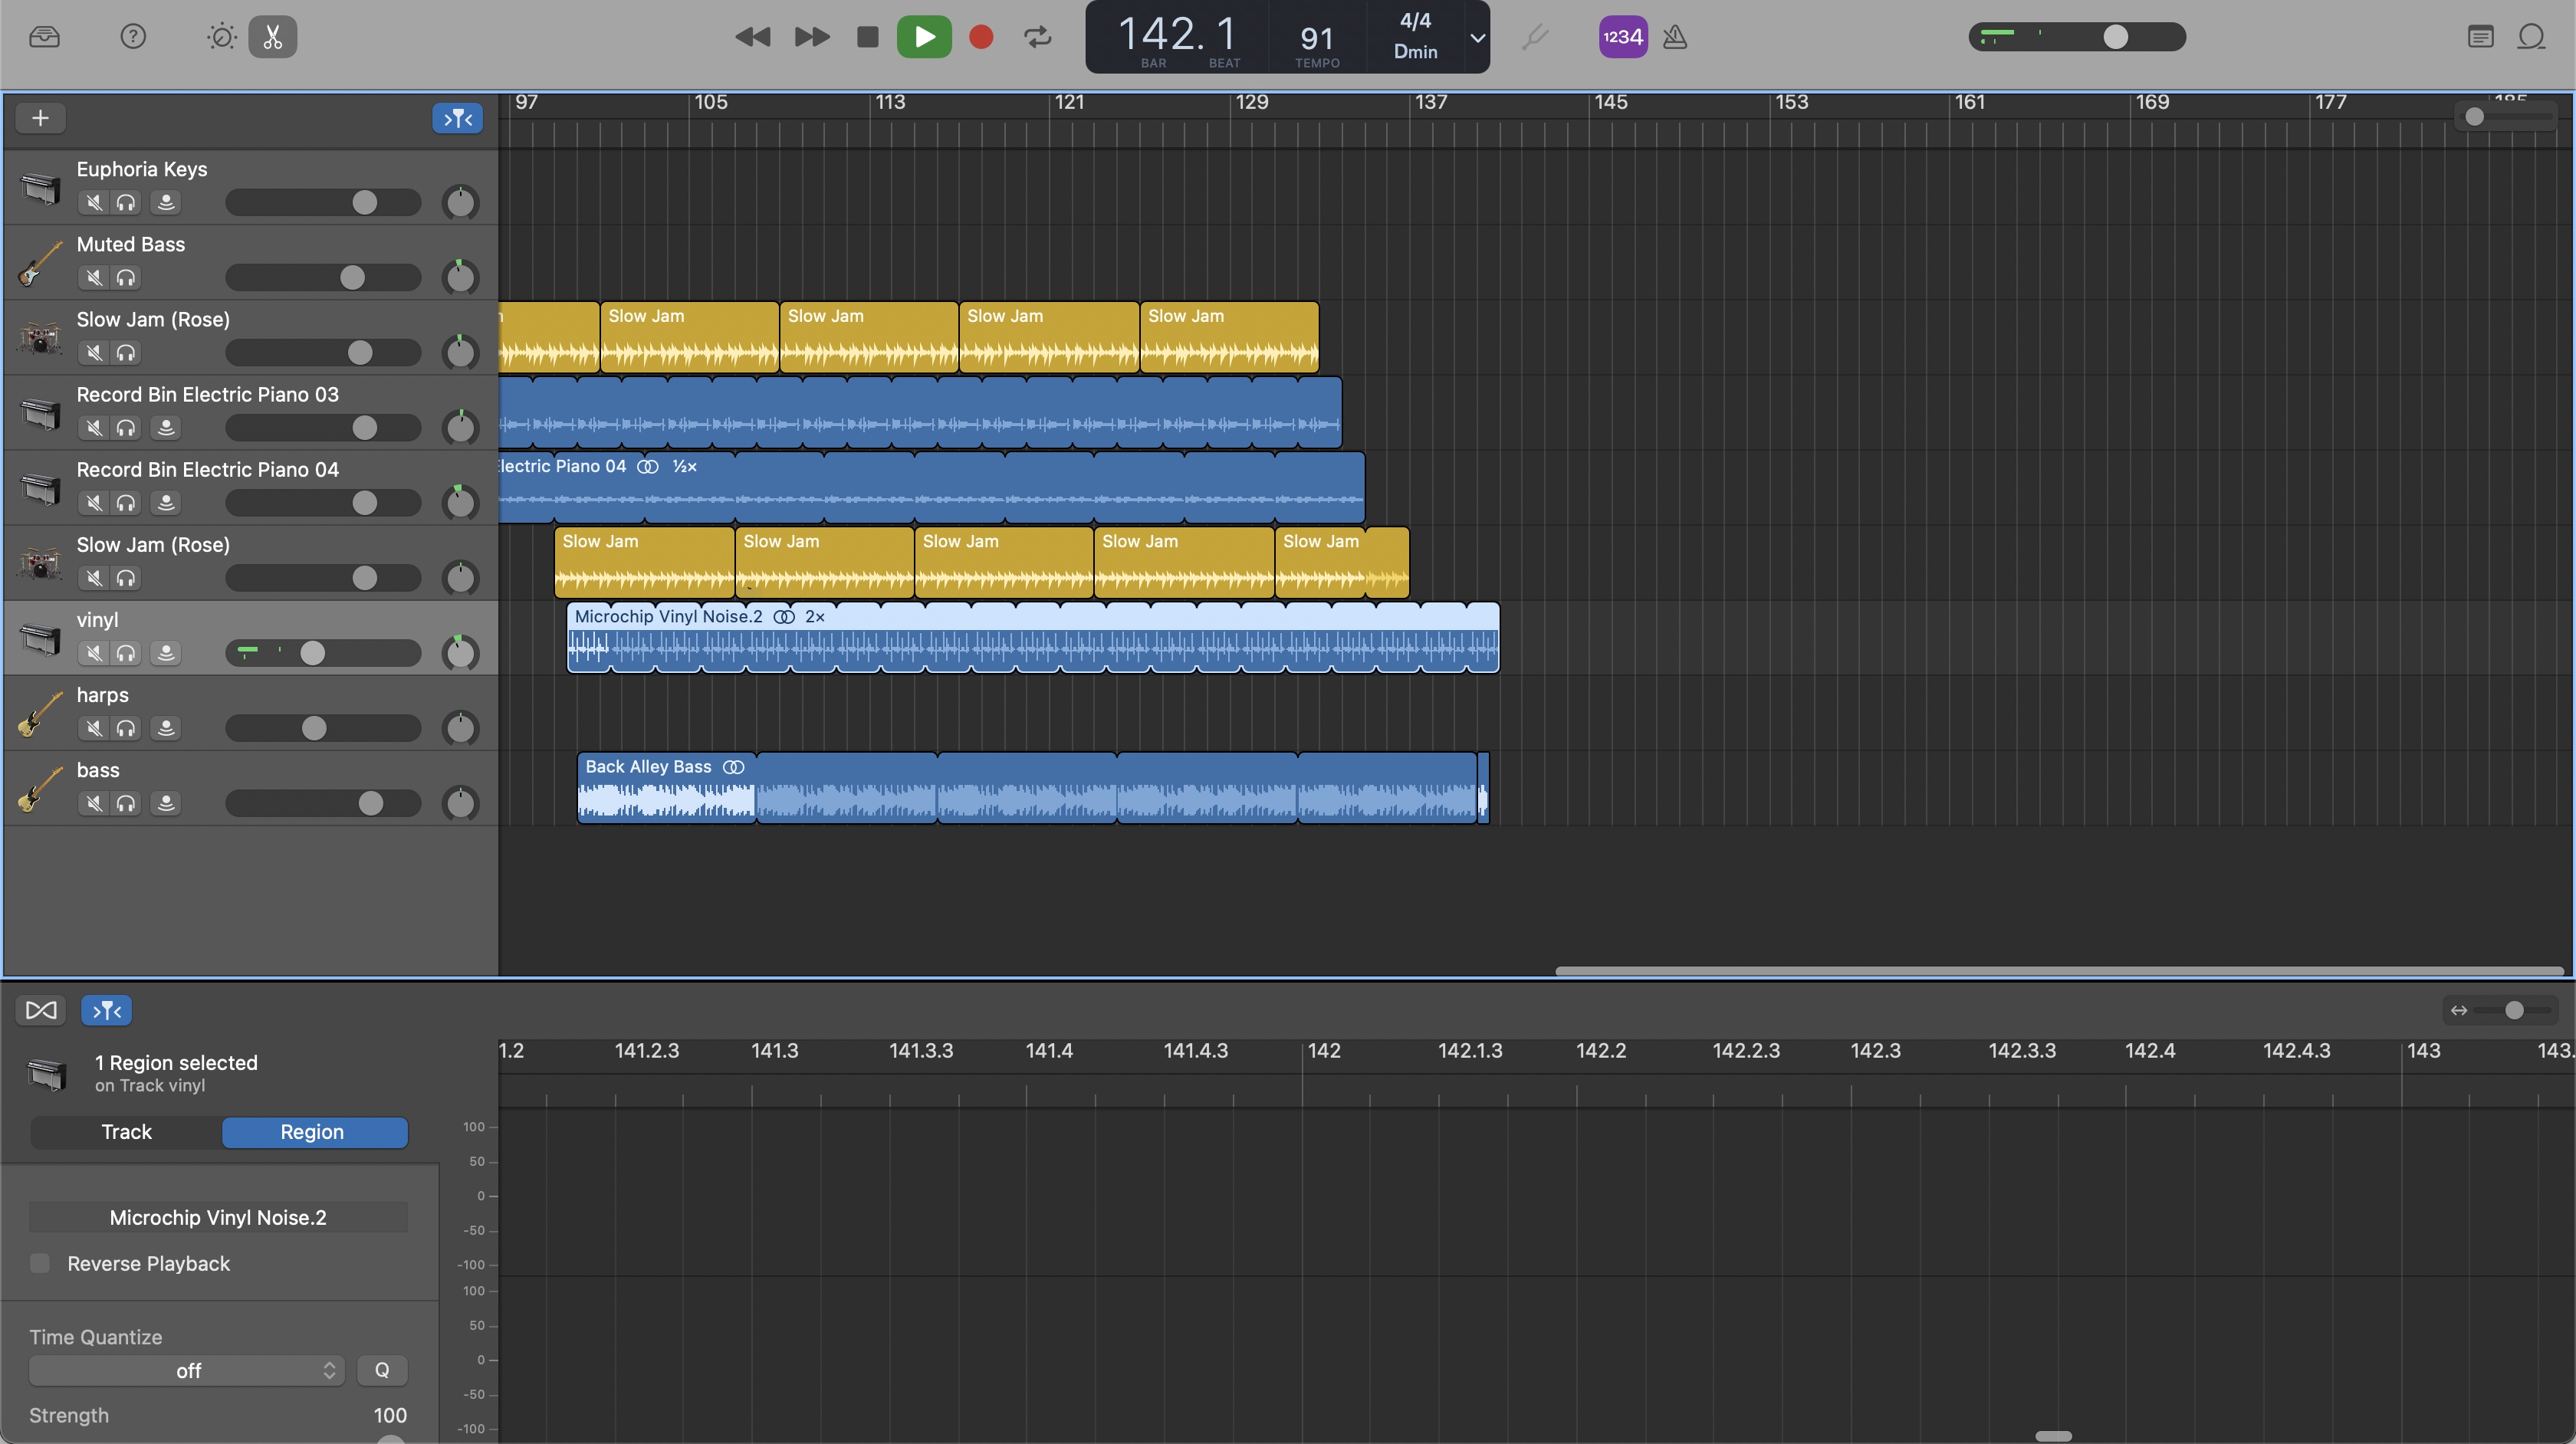 142.1 91 4/4
Dmin
BAR BEAT TEMPO
1234
97 105 113 121 129 137 145 153 161 169 177 185
Euphoria Keys
Muted Bass
Slow Jam (Rose)
Slow Jam Slow Jam Slow Jam Slow Jam
Record Bin Electric Piano 03
Record Bin Electric Piano 04
lectric Piano 04 ½×
Slow Jam (Rose)
Slow Jam Slow Jam Slow Jam Slow Jam Slow Jam
vinyl
Microchip Vinyl Noise.2 2×
harps
bass
Back Alley Bass
1.2 141.2.3 141.3 141.3.3 141.4 141.4.3 142 142.1.3 142.2 142.2.3 142.3 142.3.3 142.4 142.4.3 143 143.
1 Region selected
on Track vinyl
Track Region
Microchip Vinyl Noise.2
Reverse Playback
Time Quantize
off Q
Strength 100
100
50
0
-50
-100
100
50
0
-50
-100